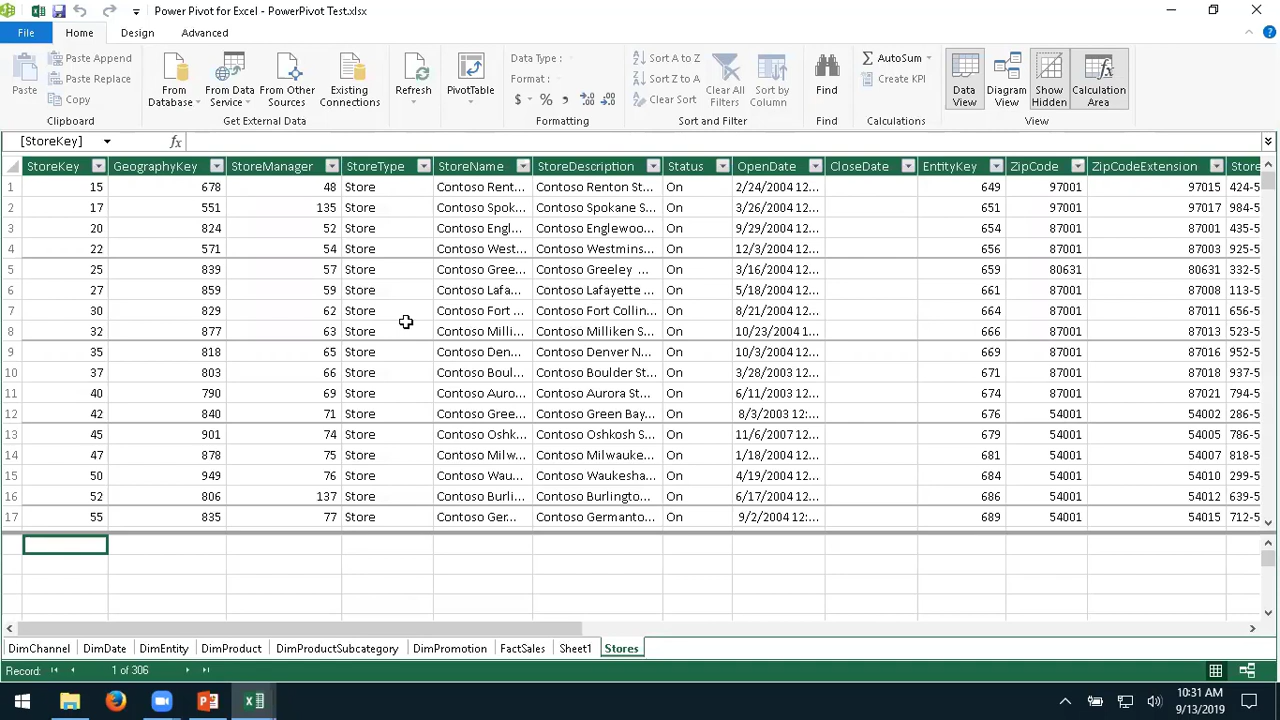 Power Pivot for Excel - PowerPivot Test.xlsx
File Home Design Advanced
Paste
Paste Append
Paste Replace
Copy
Clipboard
From Database
From Data Service
From Other Sources
Existing Connections
Get External Data
Refresh
PivotTable
Data Type:
Format:
$ % ,
Formatting
Sort A to Z
Sort Z to A
Clear Sort
Clear All Filters
Sort by Column
Sort and Filter
Find
Find
AutoSum
Create KPI
Calculations
Data View
Diagram View
Show Hidden
Calculation Area
View
[StoreKey] fx
StoreKey GeographyKey StoreManager StoreType StoreName StoreDescription Status OpenDate CloseDate EntityKey ZipCode ZipCodeExtension Store
1 15 678 48 Store Contoso Rent... Contoso Renton St... On 2/24/2004 12... 649 97001 97015 424-5
2 17 551 135 Store Contoso Spok... Contoso Spokane S... On 3/26/2004 12... 651 97001 97017 984-5
3 20 824 52 Store Contoso Engl... Contoso Englewoo... On 9/29/2004 12... 654 87001 87001 435-5
4 22 571 54 Store Contoso West... Contoso Westmins... On 12/3/2004 12... 656 87001 87003 925-5
5 25 839 57 Store Contoso Gree... Contoso Greeley ... On 3/16/2004 12... 659 80631 80631 332-5
6 27 859 59 Store Contoso Lafa... Contoso Lafayette ... On 5/18/2004 12... 661 87001 87008 113-5
7 30 829 62 Store Contoso Fort ... Contoso Fort Collin... On 8/21/2004 12... 664 87001 87011 656-5
8 32 877 63 Store Contoso Milli... Contoso Milliken S... On 10/23/2004 1... 666 87001 87013 523-5
9 35 818 65 Store Contoso Den... Contoso Denver N... On 10/3/2004 12... 669 87001 87016 952-5
10 37 803 66 Store Contoso Boul... Contoso Boulder St... On 3/28/2003 12... 671 87001 87018 937-5
11 40 790 69 Store Contoso Auro... Contoso Aurora St... On 6/11/2003 12... 674 87001 87021 794-5
12 42 840 71 Store Contoso Gree... Contoso Green Bay... On 8/3/2003 12:... 676 54001 54002 286-5
13 45 901 74 Store Contoso Oshk... Contoso Oshkosh S... On 11/6/2007 12... 679 54001 54005 786-5
14 47 878 75 Store Contoso Milw... Contoso Milwauke... On 1/18/2004 12... 681 54001 54007 818-5
15 50 949 76 Store Contoso Wau... Contoso Waukesha... On 4/19/2004 12... 684 54001 54010 299-5
16 52 806 137 Store Contoso Burli... Contoso Burlingto... On 6/17/2004 12... 686 54001 54012 639-5
17 55 835 77 Store Contoso Ger... Contoso Germanto... On 9/2/2004 12:... 689 54001 54015 712-5
DimChannel DimDate DimEntity DimProduct DimProductSubcategory DimPromotion FactSales Sheet1 Stores
Record: 1 of 306
10:31 AM
9/13/2019